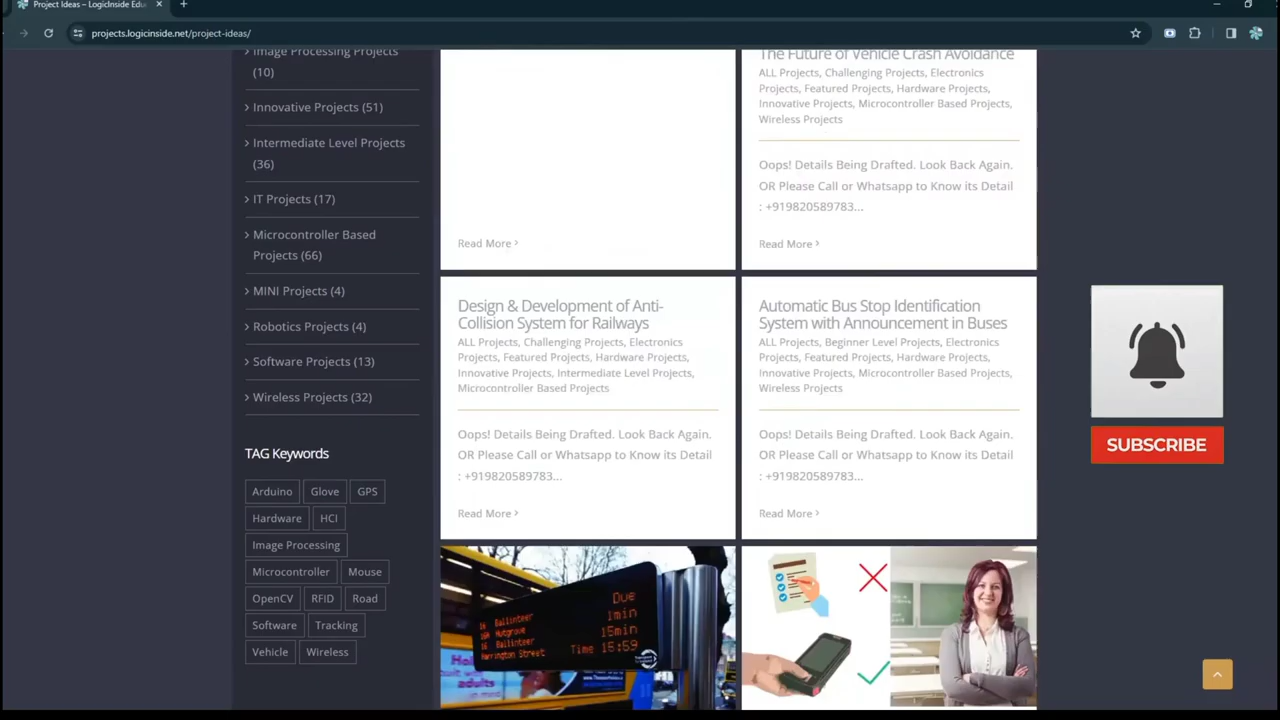 Project Ideas – LogicInside Edu
projects.logicinside.net/project-ideas/
Image Processing Projects
(10)
Innovative Projects (51)
Intermediate Level Projects
(36)
IT Projects (17)
Microcontroller Based
Projects (66)
MINI Projects (4)
Robotics Projects (4)
Software Projects (13)
Wireless Projects (32)
TAG Keywords
Arduino
Glove
GPS
Hardware
HCI
Image Processing
Microcontroller
Mouse
OpenCV
RFID
Road
Software
Tracking
Vehicle
Wireless
Read More ›
The Future of Vehicle Crash Avoidance
ALL Projects, Challenging Projects, Electronics
Projects, Featured Projects, Hardware Projects,
Innovative Projects, Microcontroller Based Projects,
Wireless Projects
Oops! Details Being Drafted. Look Back Again.
OR Please Call or Whatsapp to Know its Detail
: +919820589783...
Read More ›
Design & Development of Anti-
Collision System for Railways
ALL Projects, Challenging Projects, Electronics
Projects, Featured Projects, Hardware Projects,
Innovative Projects, Intermediate Level Projects,
Microcontroller Based Projects
Oops! Details Being Drafted. Look Back Again.
OR Please Call or Whatsapp to Know its Detail
: +919820589783...
Read More ›
Automatic Bus Stop Identification
System with Announcement in Buses
ALL Projects, Beginner Level Projects, Electronics
Projects, Featured Projects, Hardware Projects,
Innovative Projects, Microcontroller Based Projects,
Wireless Projects
Oops! Details Being Drafted. Look Back Again.
OR Please Call or Whatsapp to Know its Detail
: +919820589783...
Read More ›
Due
Ballinteer 1min
Nutgrove 15min
Ballinteer
Harrington Street Time 15:59
SUBSCRIBE